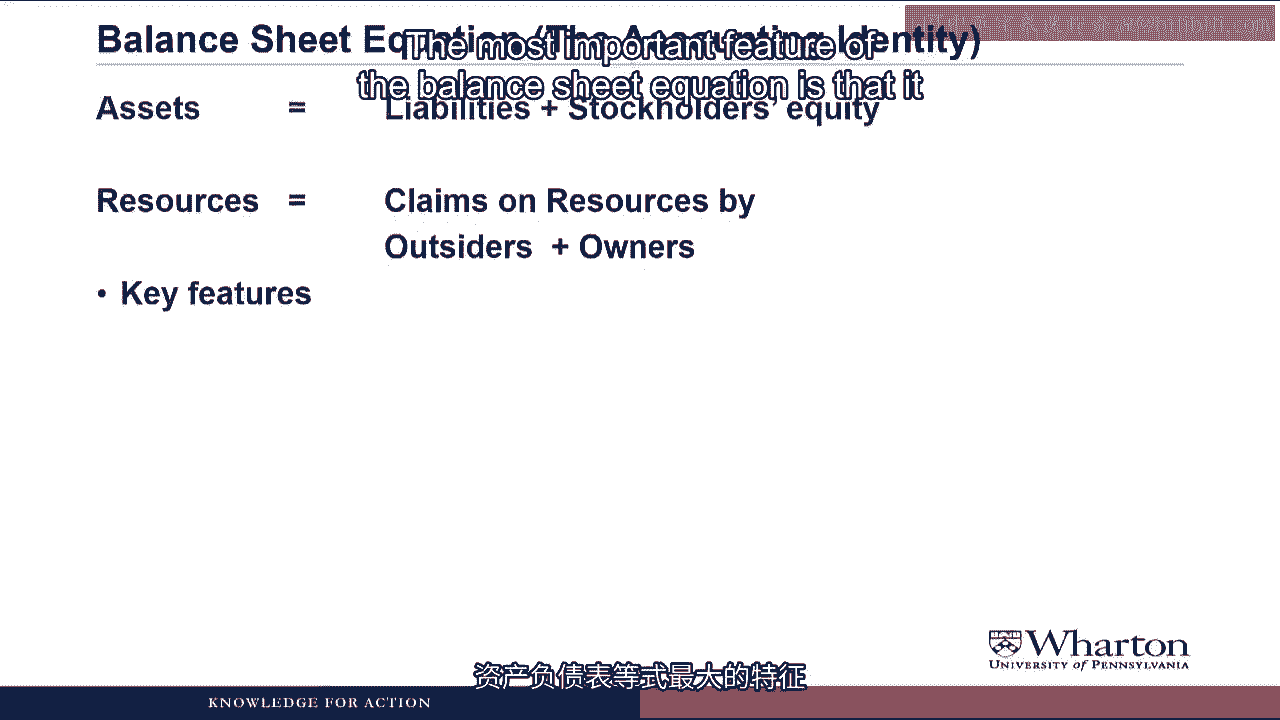 Balance Sheet Equation (The Accounting Identity)
The most important feature of
the balance sheet equation is that it
Assets = Liabilities + Stockholders' equity
Resources = Claims on Resources by
Outsiders + Owners
• Key features
Wharton
UNIVERSITY of PENNSYLVANIA
资产负债表等式最大的特征
KNOWLEDGE FOR ACTION